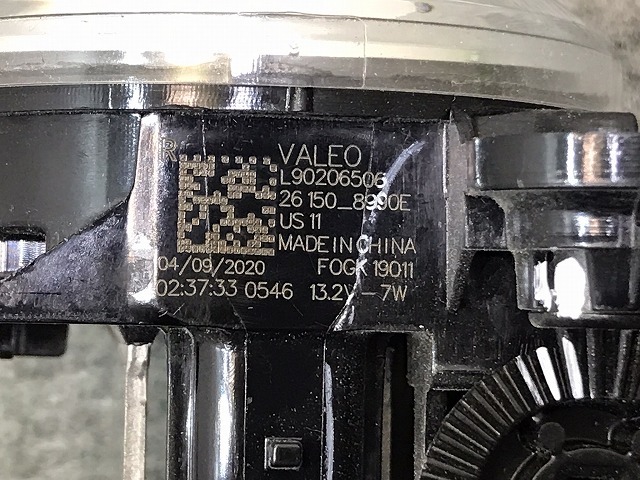 R
VALEO
L90206506
26 150_8990E
US 11
MADE IN CHINA
04/09/2020 FOGK 19011
02:37:33 0546 13.2V-7W